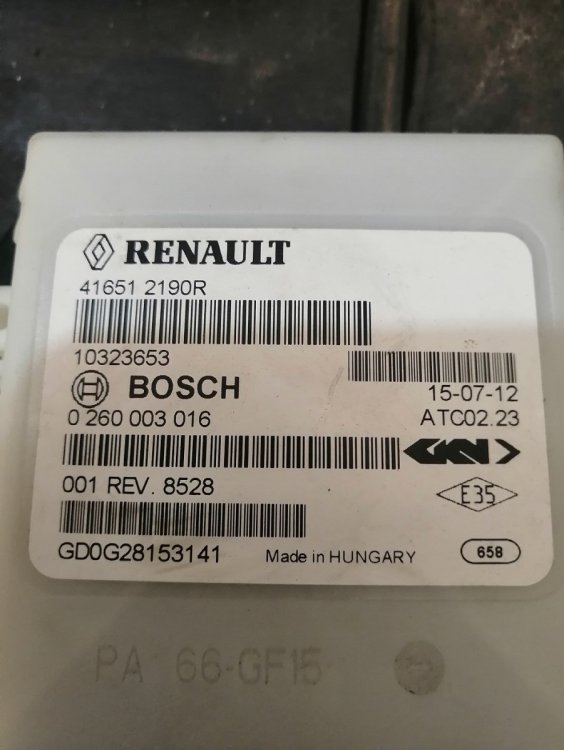 RENAULT
41651 2190R
10323653
BOSCH
15-07-12
0 260 003 016
ATC02.23
GKN
001 REV. 8528
E35
GD0G28153141
Made in HUNGARY
658
PA 66-GF15